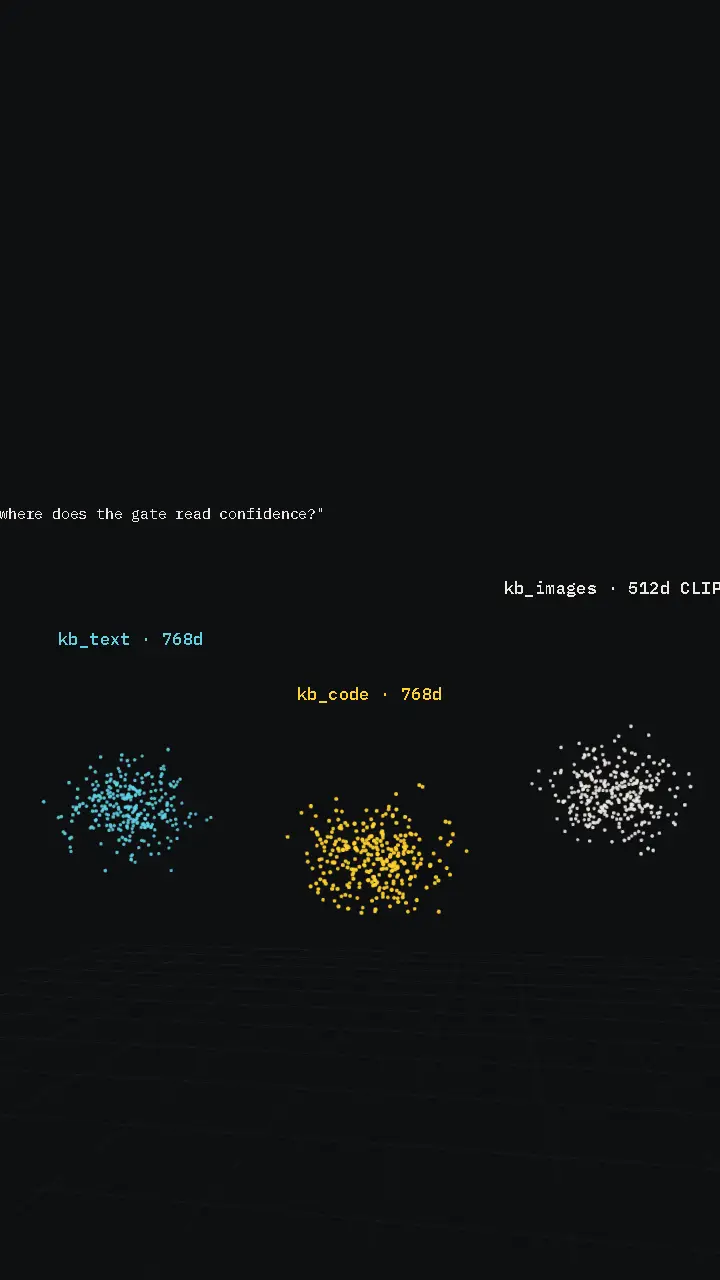 where does the gate read confidence?"
kb_images · 512d CLIP
kb_text · 768d
kb_code · 768d